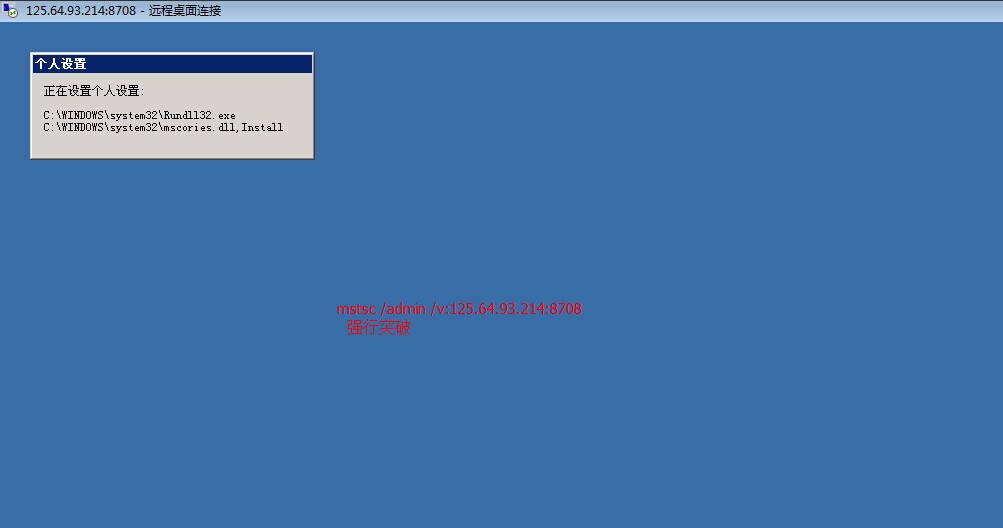 125.64.93.214:8708 - 远程桌面连接
个人设置
正在设置个人设置:
C:\WINDOWS\system32\Rundll32.exe
C:\WINDOWS\system32\mscories.dll,Install
mstsc /admin /v:125.64.93.214:8708
强行突破